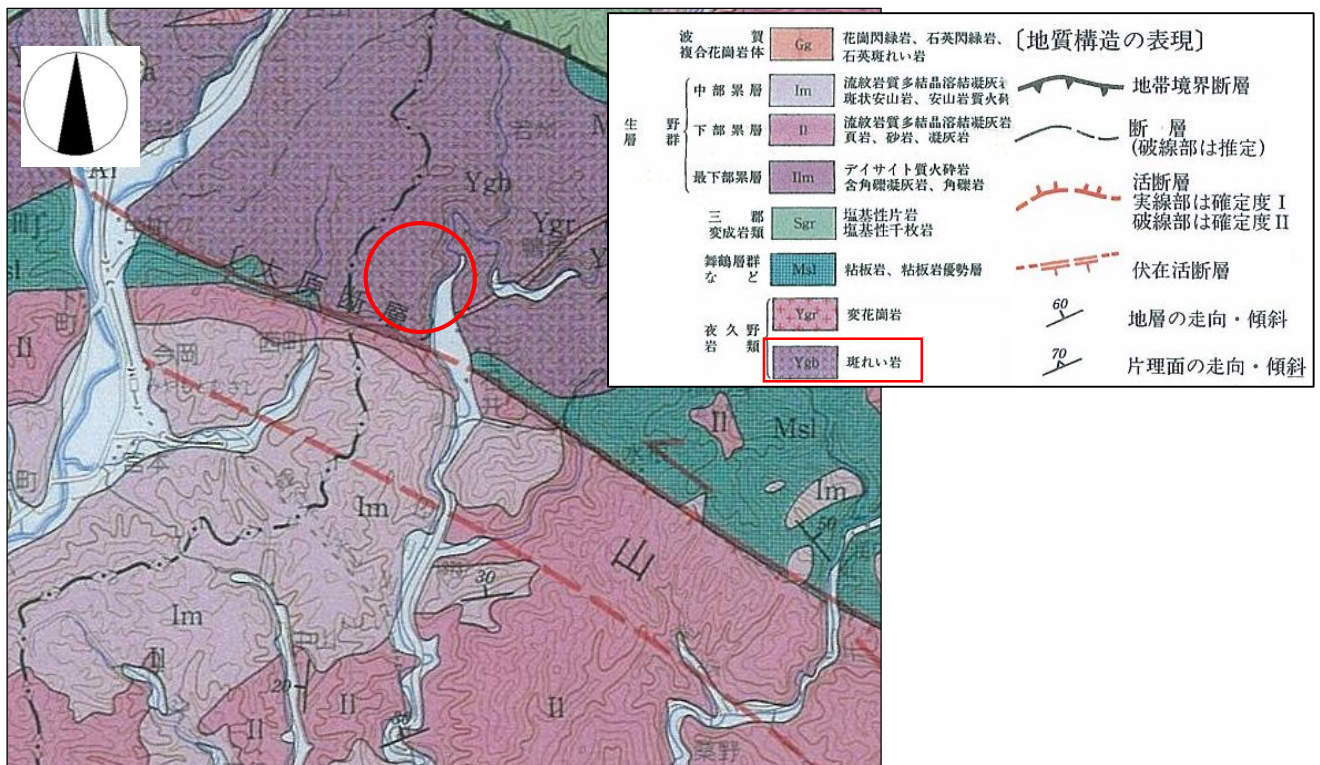 波 質
複合花崗岩体
Gg
花崗閃緑岩、石英閃緑岩、
石英斑れい岩
〔地質構造の表現〕
生 野
層 群
中 部 累 層
Im
流紋岩質多結晶溶結凝灰岩
斑状安山岩、安山岩質火砕
下 部 累 層
Il
流紋岩質多結晶溶結凝灰岩
頁岩、砂岩、凝灰岩
最下部累層
Ilm
デイサイト質火砕岩
含角礫凝灰岩、角礫岩
三 郡
変成岩類
Sgr
塩基性片岩
塩基性千枚岩
舞鶴層群
な ど
Msl
粘板岩、粘板岩優勢層
夜 久 野
岩 類
Ygr
変花崗岩
Ygb
斑れい岩
地帯境界断層
断 層
(破線部は推定)
活断層
実線部は確定度 I
破線部は確定度 II
伏在活断層
60
地層の走向・傾斜
70
片理面の走向・傾斜
Ygb
Ygr
大原断層
Il
Il
Msl
Im
Im
50
山
30
Im
Il
20
Il
Il
Il
宮本